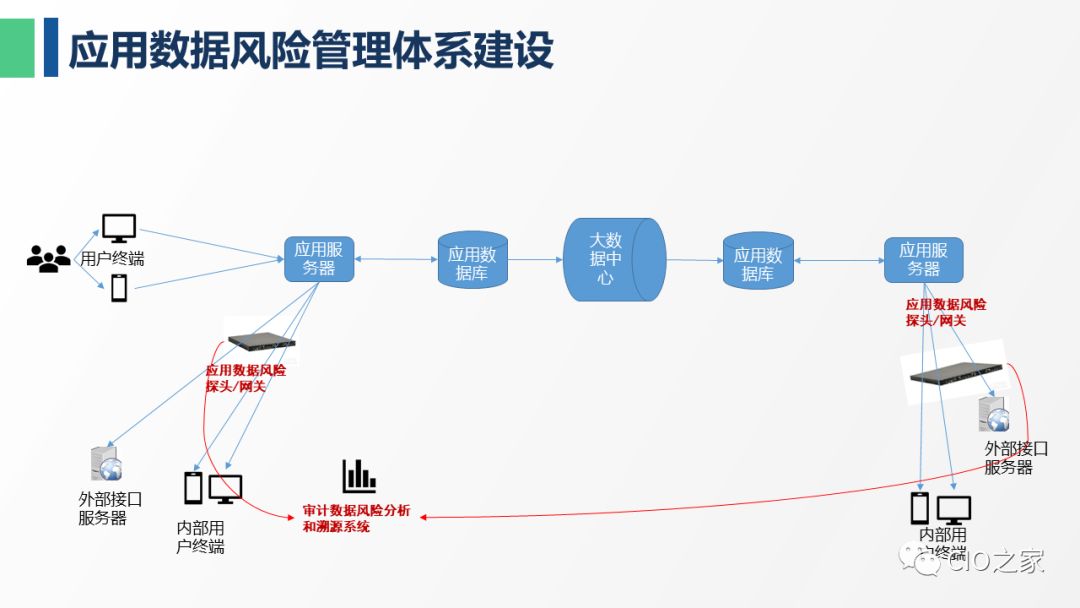 应用数据风险管理体系建设
用户终端
应用服
务器
应用数
据库
大数
据中
心
应用数
据库
应用服
务器
应用数据风险
探头/网关
应用数据风险
探头/网关
外部接口
服务器
内部用
户终端
审计数据风险分析
和溯源系统
外部接口
服务器
内部用
户终端
CIO之家